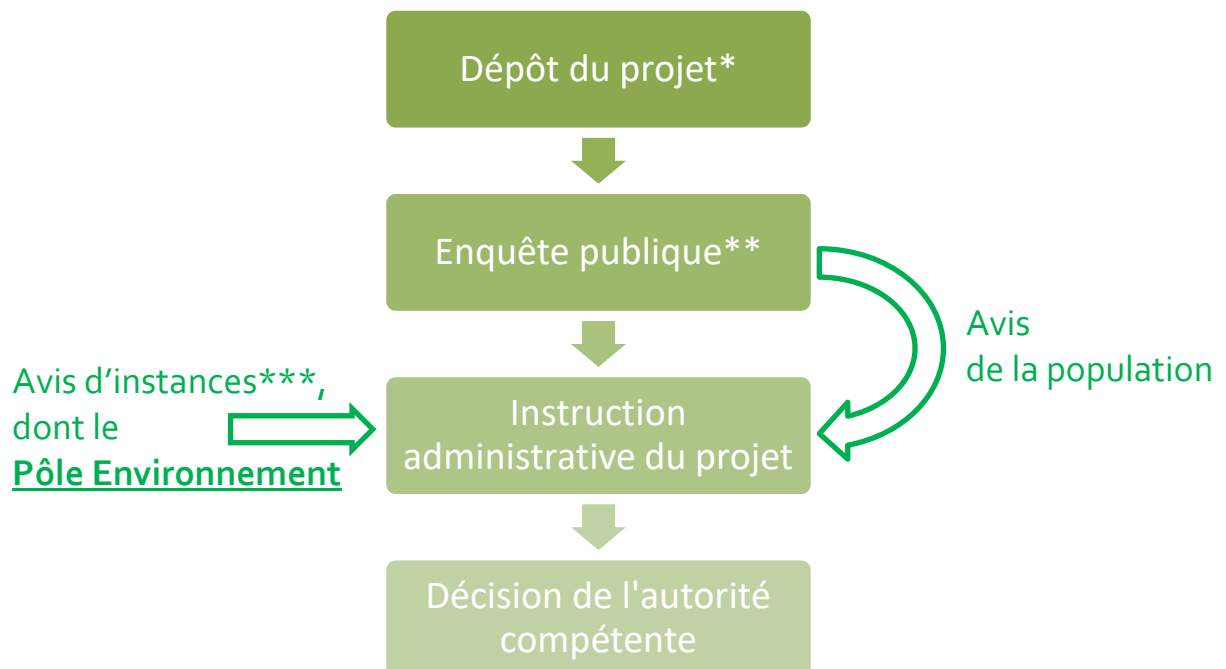 Dépôt du projet*
Enquête publique**
Avis
de la population
Avis d’instances***,
dont le
Pôle Environnement
Instruction
administrative du projet
Décision de l'autorité
compétente